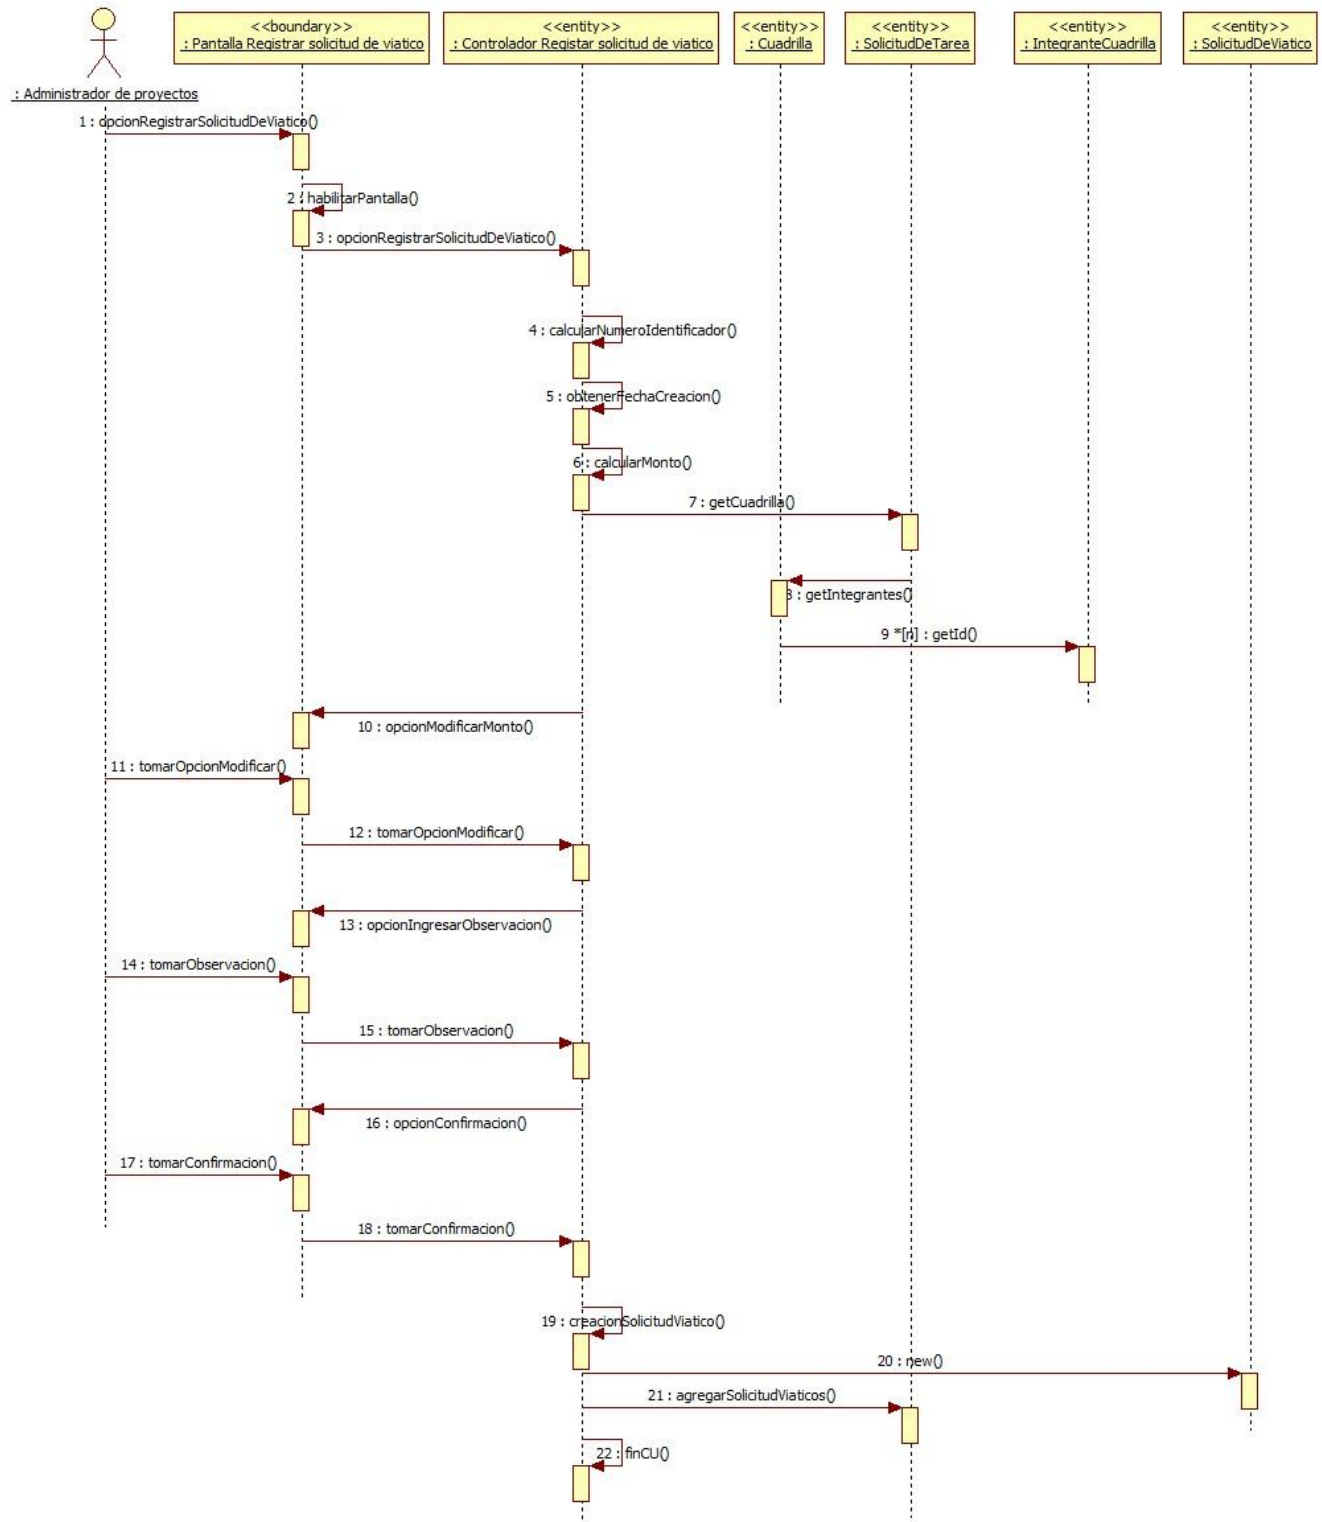 <<boundary>>
: Pantalla Registrar solicitud de viatico
<<entity>>
: Controlador Registar solicitud de viatico
<<entity>>
: Cuadrilla
<<entity>>
: SolicitudDeTarea
<<entity>>
: IntegranteCuadrilla
<<entity>>
: SolicitudDeViatico
: Administrador de proyectos
1 : opcionRegistrarSolicitudDeViatico()
2 : habilitarPantalla()
3 : opcionRegistrarSolicitudDeViatico()
4 : calcularNumeroIdentificador()
5 : obtenerFechaCreacion()
6 : calcularMonto()
7 : getCuadrilla()
8 : getIntegrantes()
9 *[n] : getId()
10 : opcionModificarMonto()
11 : tomarOpcionModificar()
12 : tomarOpcionModificar()
13 : opcionIngresarObservacion()
14 : tomarObservacion()
15 : tomarObservacion()
16 : opcionConfirmacion()
17 : tomarConfirmacion()
18 : tomarConfirmacion()
19 : creacionSolicitudViatico()
20 : new()
21 : agregarSolicitudViaticos()
22 : finCU()